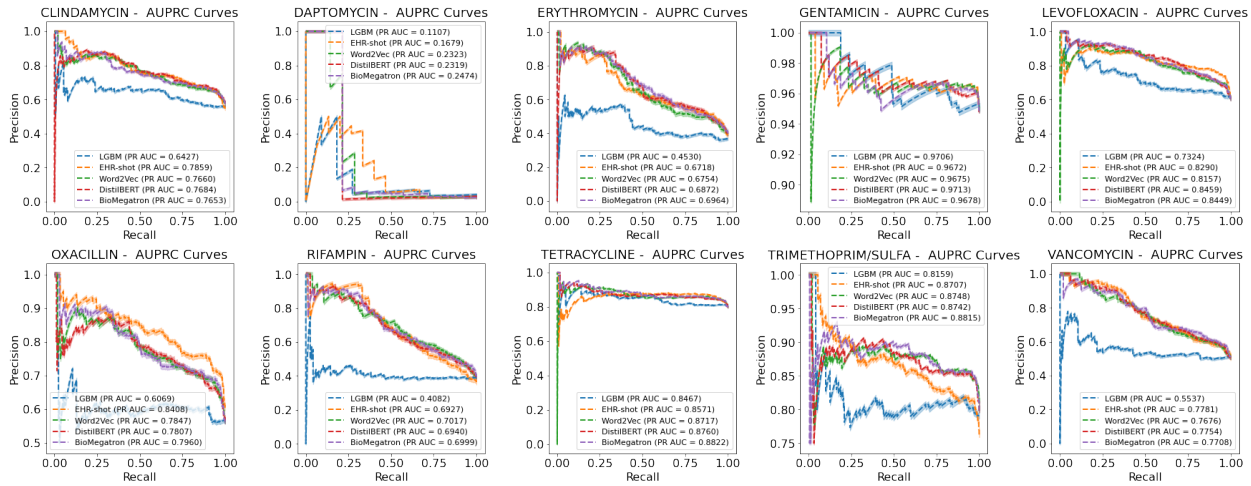 CLINDAMYCIN - AUPRC Curves
Precision
1.0
0.8
0.6
0.4
0.2
0.0
LGBM (PR AUC = 0.6427)
EHR-shot (PR AUC = 0.7859)
Word2Vec (PR AUC = 0.7660)
DistilBERT (PR AUC = 0.7684)
BioMegatron (PR AUC = 0.7653)
0.00 0.25 0.50 0.75 1.00
Recall
DAPTOMYCIN - AUPRC Curves
Precision
1.0
0.8
0.6
0.4
0.2
0.0
LGBM (PR AUC = 0.1107)
EHR-shot (PR AUC = 0.1679)
Word2Vec (PR AUC = 0.2323)
DistilBERT (PR AUC = 0.2319)
BioMegatron (PR AUC = 0.2474)
0.00 0.25 0.50 0.75 1.00
Recall
ERYTHROMYCIN - AUPRC Curves
Precision
1.0
0.8
0.6
0.4
0.2
0.0
LGBM (PR AUC = 0.4530)
EHR-shot (PR AUC = 0.6718)
Word2Vec (PR AUC = 0.6754)
DistilBERT (PR AUC = 0.6872)
BioMegatron (PR AUC = 0.6964)
0.00 0.25 0.50 0.75 1.00
Recall
GENTAMICIN - AUPRC Curves
Precision
1.00
0.98
0.96
0.94
0.92
0.90
LGBM (PR AUC = 0.9706)
EHR-shot (PR AUC = 0.9672)
Word2Vec (PR AUC = 0.9675)
DistilBERT (PR AUC = 0.9713)
BioMegatron (PR AUC = 0.9678)
0.00 0.25 0.50 0.75 1.00
Recall
LEVOFLOXACIN - AUPRC Curves
Precision
1.0
0.8
0.6
0.4
0.2
0.0
LGBM (PR AUC = 0.7324)
EHR-shot (PR AUC = 0.8290)
Word2Vec (PR AUC = 0.8157)
DistilBERT (PR AUC = 0.8459)
BioMegatron (PR AUC = 0.8449)
0.00 0.25 0.50 0.75 1.00
Recall
OXACILLIN - AUPRC Curves
Precision
1.0
0.9
0.8
0.7
0.6
0.5
LGBM (PR AUC = 0.6069)
EHR-shot (PR AUC = 0.8408)
Word2Vec (PR AUC = 0.7847)
DistilBERT (PR AUC = 0.7807)
BioMegatron (PR AUC = 0.7960)
0.00 0.25 0.50 0.75 1.00
Recall
RIFAMPIN - AUPRC Curves
Precision
1.0
0.8
0.6
0.4
0.2
0.0
LGBM (PR AUC = 0.4082)
EHR-shot (PR AUC = 0.6927)
Word2Vec (PR AUC = 0.7017)
DistilBERT (PR AUC = 0.6940)
BioMegatron (PR AUC = 0.6999)
0.00 0.25 0.50 0.75 1.00
Recall
TETRACYCLINE - AUPRC Curves
Precision
1.0
0.8
0.6
0.4
0.2
0.0
LGBM (PR AUC = 0.8467)
EHR-shot (PR AUC = 0.8571)
Word2Vec (PR AUC = 0.8717)
DistilBERT (PR AUC = 0.8760)
BioMegatron (PR AUC = 0.8822)
0.00 0.25 0.50 0.75 1.00
Recall
TRIMETHOPRIM/SULFA - AUPRC Curves
Precision
1.00
0.95
0.90
0.85
0.80
0.75
LGBM (PR AUC = 0.8159)
EHR-shot (PR AUC = 0.8707)
Word2Vec (PR AUC = 0.8748)
DistilBERT (PR AUC = 0.8742)
BioMegatron (PR AUC = 0.8815)
0.00 0.25 0.50 0.75 1.00
Recall
VANCOMYCIN - AUPRC Curves
Precision
1.0
0.8
0.6
0.4
0.2
0.0
LGBM (PR AUC = 0.5537)
EHR-shot (PR AUC = 0.7781)
Word2Vec (PR AUC = 0.7676)
DistilBERT (PR AUC = 0.7754)
BioMegatron (PR AUC = 0.7708)
0.00 0.25 0.50 0.75 1.00
Recall